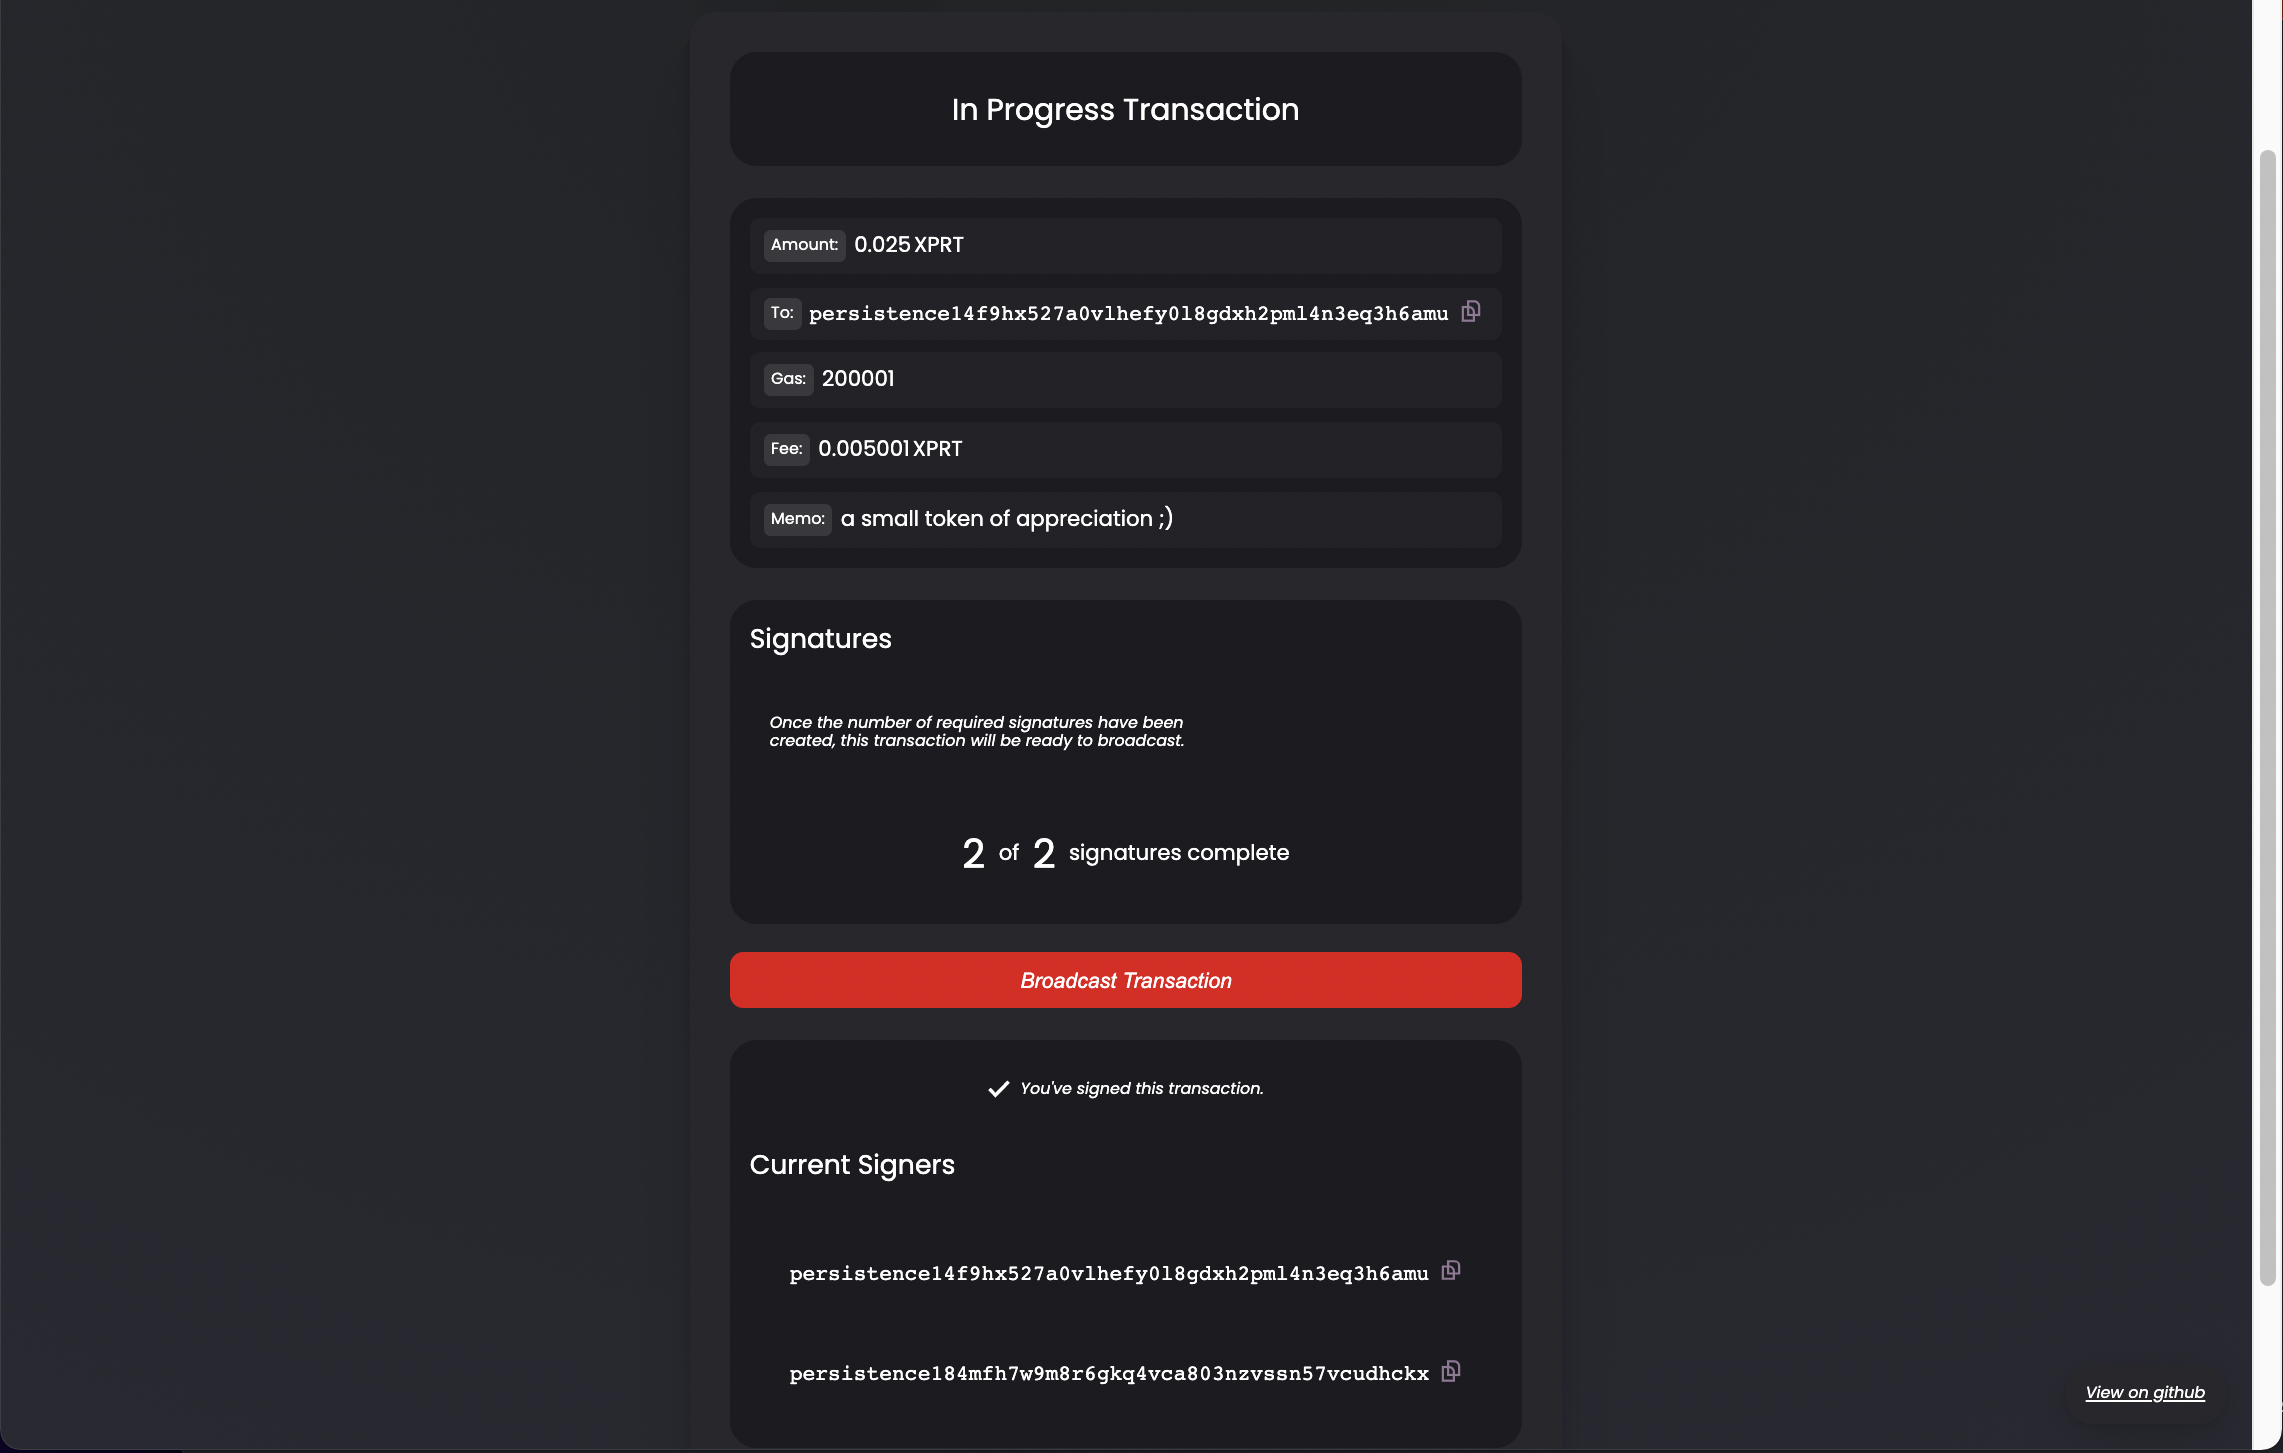 In Progress Transaction
Amount: 0.025 XPRT
To: persistence14f9hx527a0vlhefy0l8gdxh2pml4n3eq3h6amu
Gas: 200001
Fee: 0.005001 XPRT
Memo: a small token of appreciation ;)
Signatures
Once the number of required signatures have been
created, this transaction will be ready to broadcast.
2 of 2 signatures complete
Broadcast Transaction
You've signed this transaction.
Current Signers
persistence14f9hx527a0vlhefy0l8gdxh2pml4n3eq3h6amu
persistence184mfh7w9m8r6gkq4vca803nzvssn57vcudhckx
View on github